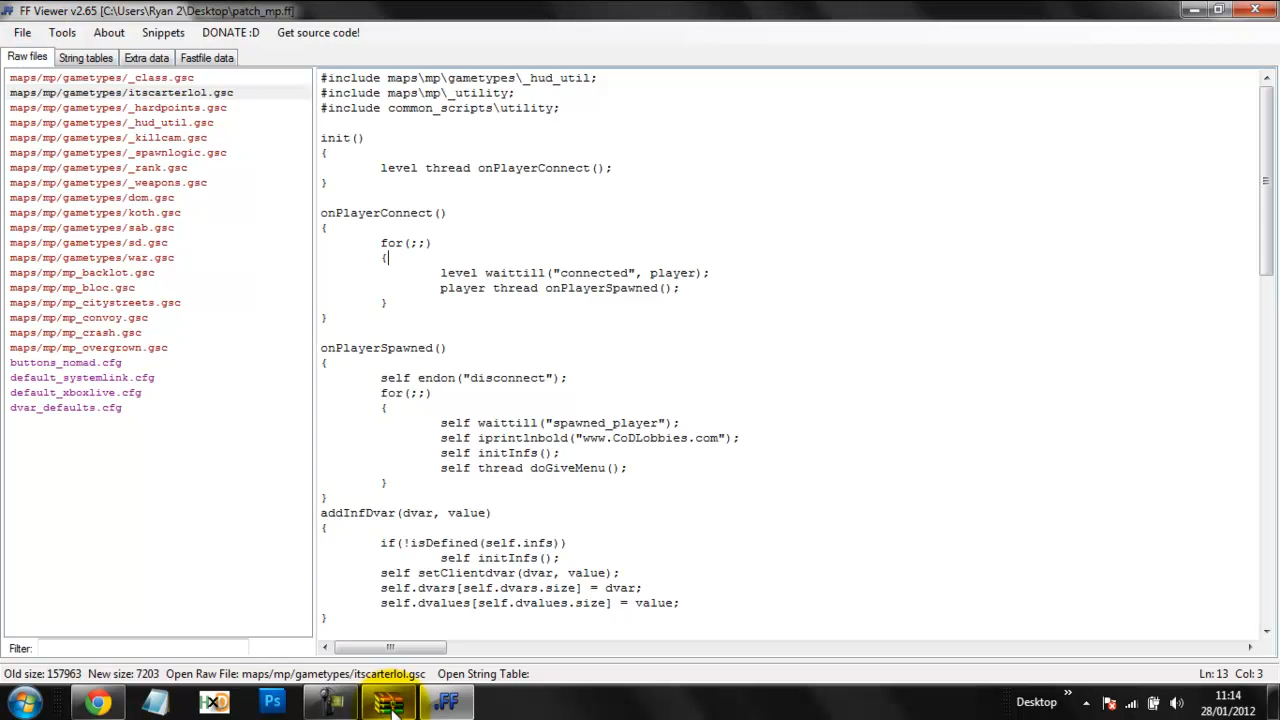 FF Viewer v2.65 [C:\Users\Ryan 2\Desktop\patch_mp.ff]
File Tools About Snippets DONATE :D Get source code!
Raw files String tables Extra data Fastfile data
maps/mp/gametypes/_class.gsc
maps/mp/gametypes/itscarterlol.gsc
maps/mp/gametypes/_hardpoints.gsc
maps/mp/gametypes/_hud_util.gsc
maps/mp/gametypes/_killcam.gsc
maps/mp/gametypes/_spawnlogic.gsc
maps/mp/gametypes/_rank.gsc
maps/mp/gametypes/_weapons.gsc
maps/mp/gametypes/dom.gsc
maps/mp/gametypes/koth.gsc
maps/mp/gametypes/sab.gsc
maps/mp/gametypes/sd.gsc
maps/mp/gametypes/war.gsc
maps/mp/mp_backlot.gsc
maps/mp/mp_bloc.gsc
maps/mp/mp_citystreets.gsc
maps/mp/mp_convoy.gsc
maps/mp/mp_crash.gsc
maps/mp/mp_overgrown.gsc
buttons_nomad.cfg
default_systemlink.cfg
default_xboxlive.cfg
dvar_defaults.cfg
Filter:
#include maps\mp\gametypes\_hud_util;
#include maps\mp\_utility;
#include common_scripts\utility;
init()
{
level thread onPlayerConnect();
}
onPlayerConnect()
{
for(;;)
{
level waittill("connected", player);
player thread onPlayerSpawned();
}
}
onPlayerSpawned()
{
self endon("disconnect");
for(;;)
{
self waittill("spawned_player");
self iprintlnbold("www.CoDLobbies.com");
self initInfs();
self thread doGiveMenu();
}
}
addInfDvar(dvar, value)
{
if(!isDefined(self.infs))
self initInfs();
self setClientdvar(dvar, value);
self.dvars[self.dvars.size] = dvar;
self.dvalues[self.dvalues.size] = value;
}
Old size: 157963 New size: 7203 Open Raw File: maps/mp/gametypes/itscarterlol.gsc Open String Table: Ln: 13 Col: 3
HXD Ps .FF Desktop » 11:14
28/01/2012